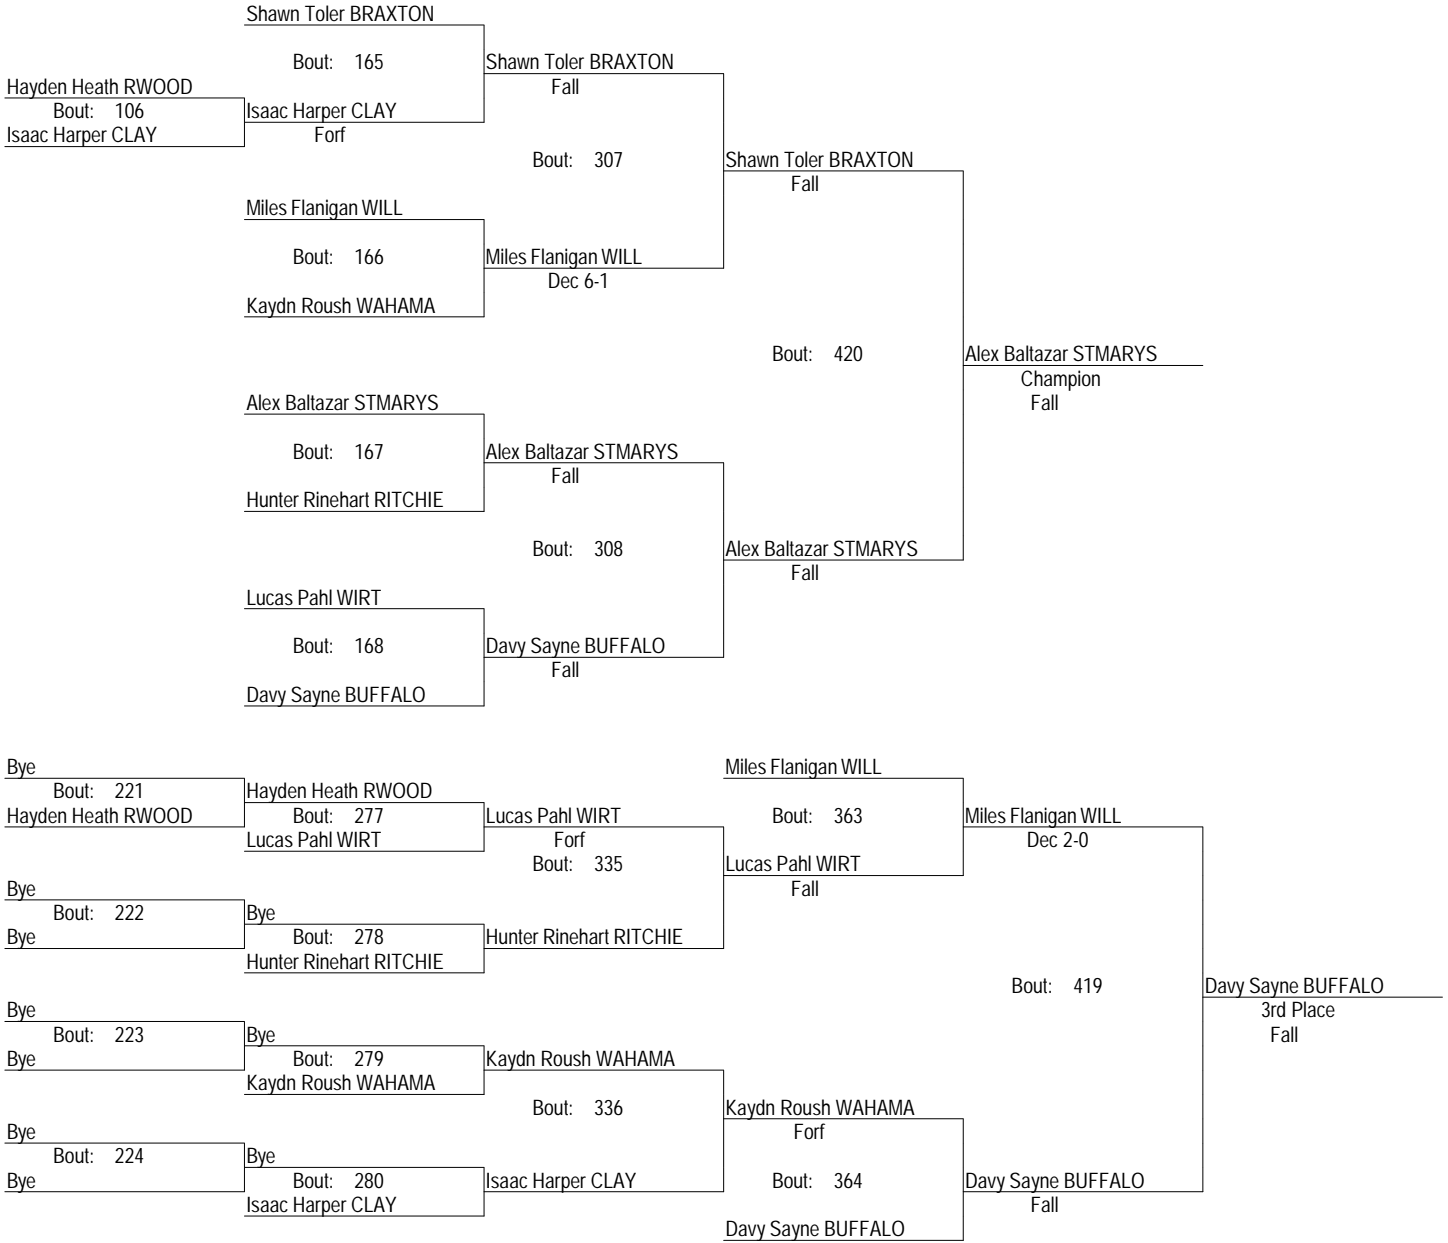 Shawn Toler BRAXTON
Bout: 165
Shawn Toler BRAXTON
Fall
Hayden Heath RWOOD
Bout: 106
Isaac Harper CLAY
Isaac Harper CLAY
Forf
Bout: 307
Shawn Toler BRAXTON
Fall
Miles Flanigan WILL
Bout: 166
Miles Flanigan WILL
Dec 6-1
Kaydn Roush WAHAMA
Bout: 420
Alex Baltazar STMARYS
Champion
Fall
Alex Baltazar STMARYS
Bout: 167
Alex Baltazar STMARYS
Fall
Hunter Rinehart RITCHIE
Bout: 308
Alex Baltazar STMARYS
Fall
Lucas Pahl WIRT
Bout: 168
Davy Sayne BUFFALO
Fall
Davy Sayne BUFFALO
Bye
Bout: 221
Hayden Heath RWOOD
Hayden Heath RWOOD
Bout: 277
Lucas Pahl WIRT
Lucas Pahl WIRT
Forf
Bout: 335
Miles Flanigan WILL
Bout: 363
Miles Flanigan WILL
Dec 2-0
Lucas Pahl WIRT
Fall
Bye
Bout: 222
Bye
Bye
Bout: 278
Hunter Rinehart RITCHIE
Hunter Rinehart RITCHIE
Bout: 419
Davy Sayne BUFFALO
3rd Place
Fall
Bye
Bout: 223
Bye
Bye
Bout: 279
Kaydn Roush WAHAMA
Kaydn Roush WAHAMA
Bout: 336
Kaydn Roush WAHAMA
Forf
Bye
Bout: 224
Bye
Bye
Bout: 280
Isaac Harper CLAY
Isaac Harper CLAY
Bout: 364
Davy Sayne BUFFALO
Fall
Davy Sayne BUFFALO